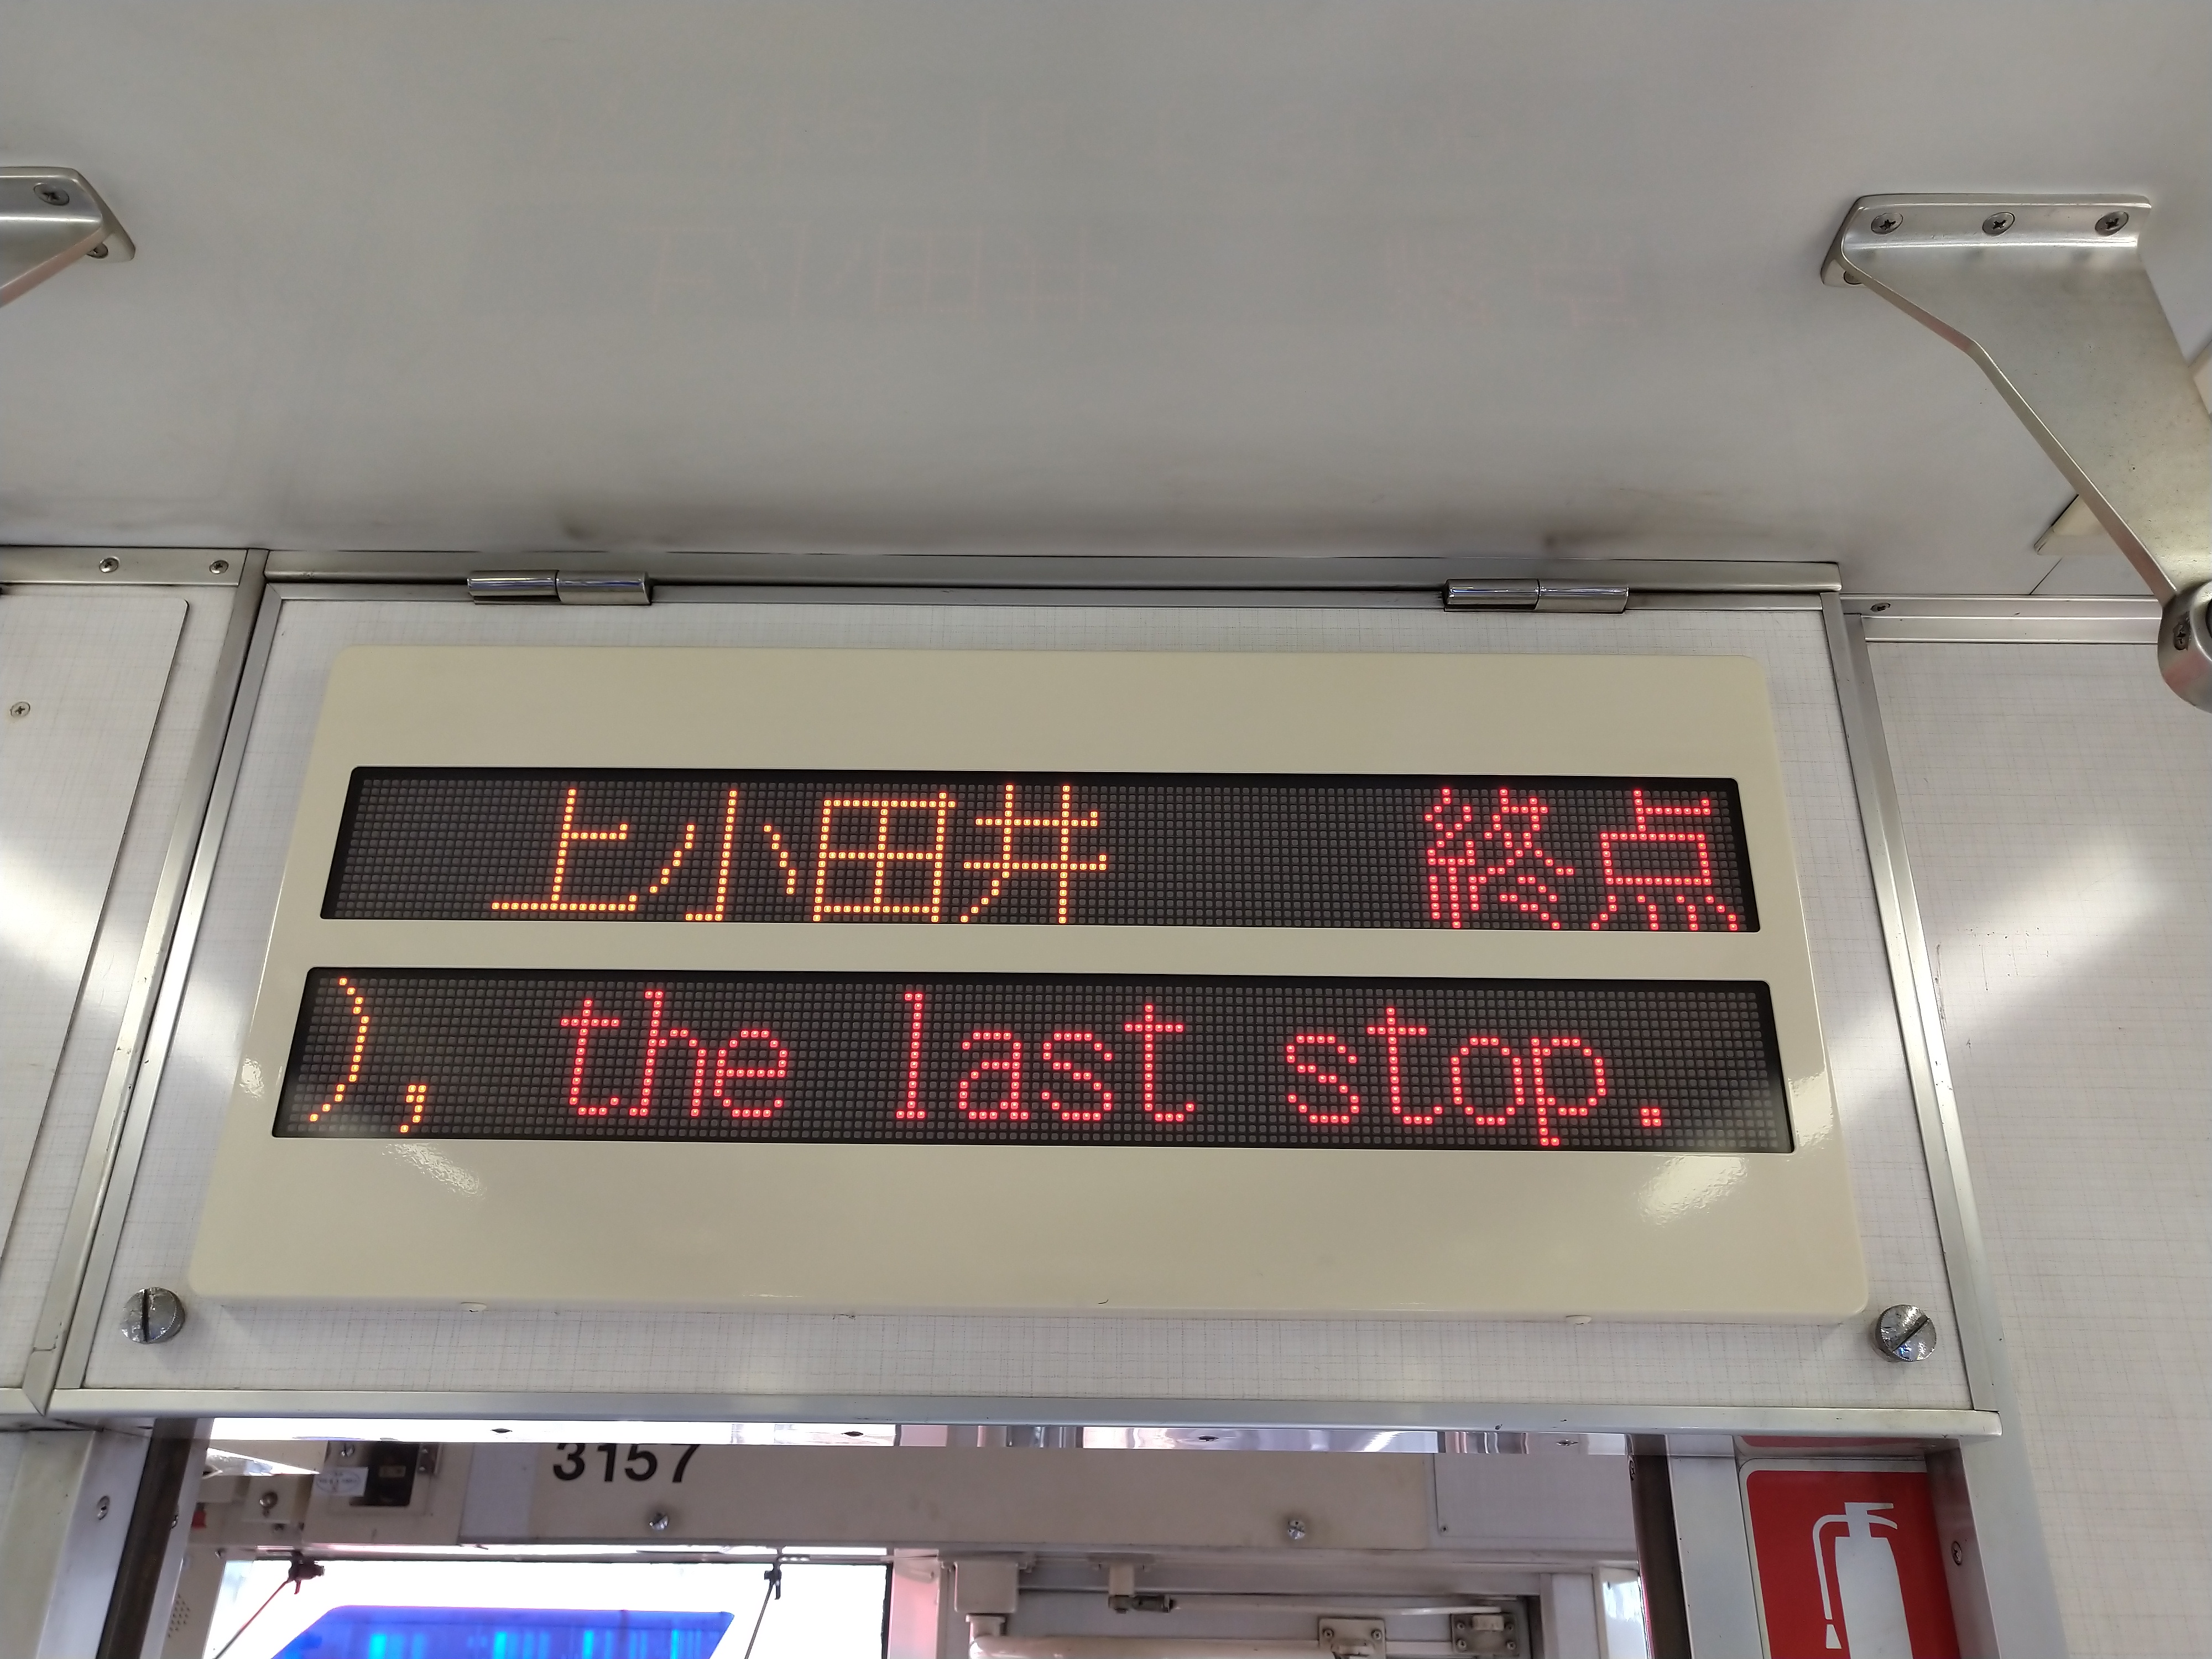 上小田井 終点
), the last stop.
3157